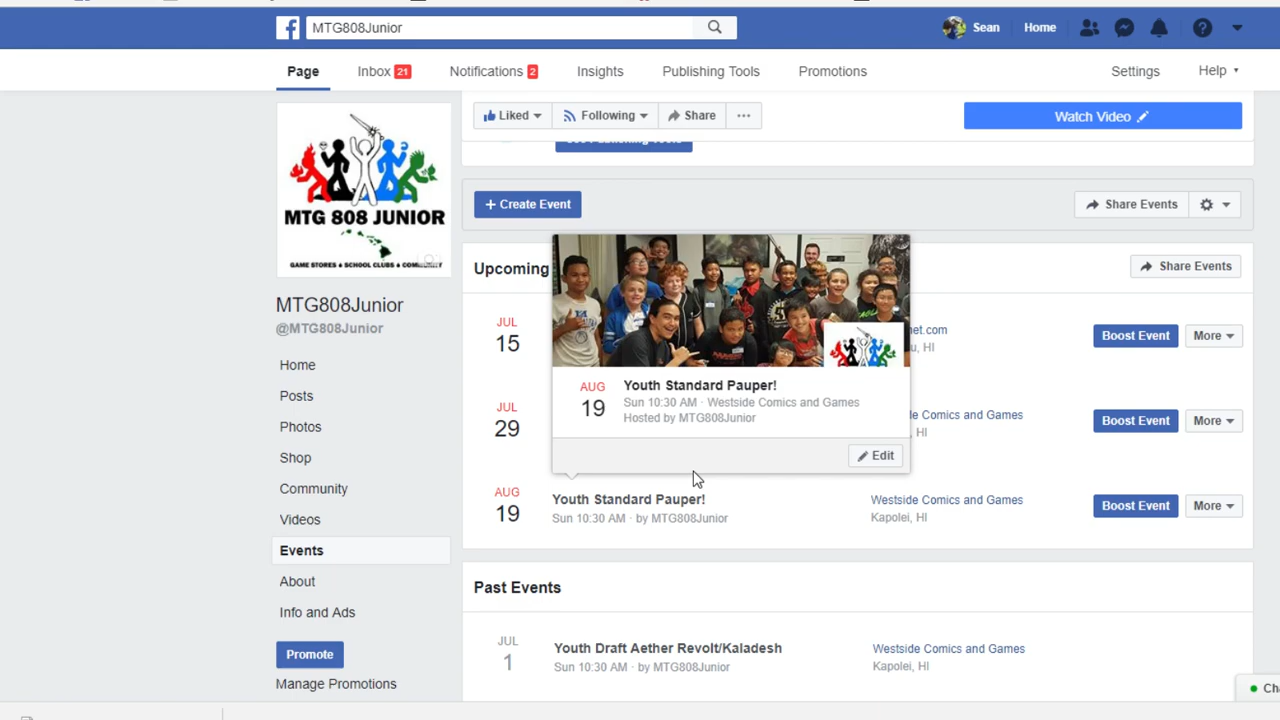 MTG808Junior
Sean
Home
Page
Inbox 21
Notifications 2
Insights
Publishing Tools
Promotions
Settings
Help
Liked
Following
Share
Watch Video
MTG 808 JUNIOR
GAME STORES • SCHOOL CLUBS • COMMUNITY
MTG808Junior
@MTG808Junior
Home
Posts
Photos
Shop
Community
Videos
Events
About
Info and Ads
Promote
Manage Promotions
+ Create Event
Share Events
Upcoming
Share Events
JUL
15
net.com
HI
Boost Event
More
JUL
29
Comics and Games
HI
Boost Event
More
AUG
19
Youth Standard Pauper!
Sun 10:30 AM · Westside Comics and Games
Hosted by MTG808Junior
Edit
AUG
19
Youth Standard Pauper!
Sun 10:30 AM · by MTG808Junior
Westside Comics and Games
Kapolei, HI
Boost Event
More
Past Events
JUL
1
Youth Draft Aether Revolt/Kaladesh
Sun 10:30 AM · by MTG808Junior
Westside Comics and Games
Kapolei, HI